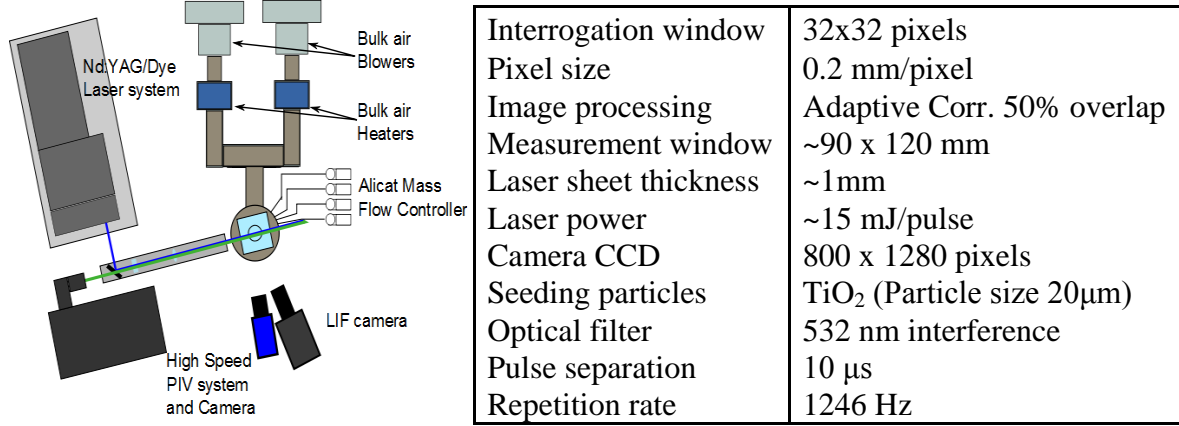 Bulk air
Blowers
Nd:YAG/Dye
Laser system
Bulk air
Heaters
Alicat Mass
Flow Controller
LIF camera
High Speed
PIV system
and Camera
Interrogation window 32x32 pixels
Pixel size 0.2 mm/pixel
Image processing Adaptive Corr. 50% overlap
Measurement window ~90 x 120 mm
Laser sheet thickness ~1mm
Laser power ~15 mJ/pulse
Camera CCD 800 x 1280 pixels
Seeding particles TiO₂ (Particle size 20μm)
Optical filter 532 nm interference
Pulse separation 10 μs
Repetition rate 1246 Hz